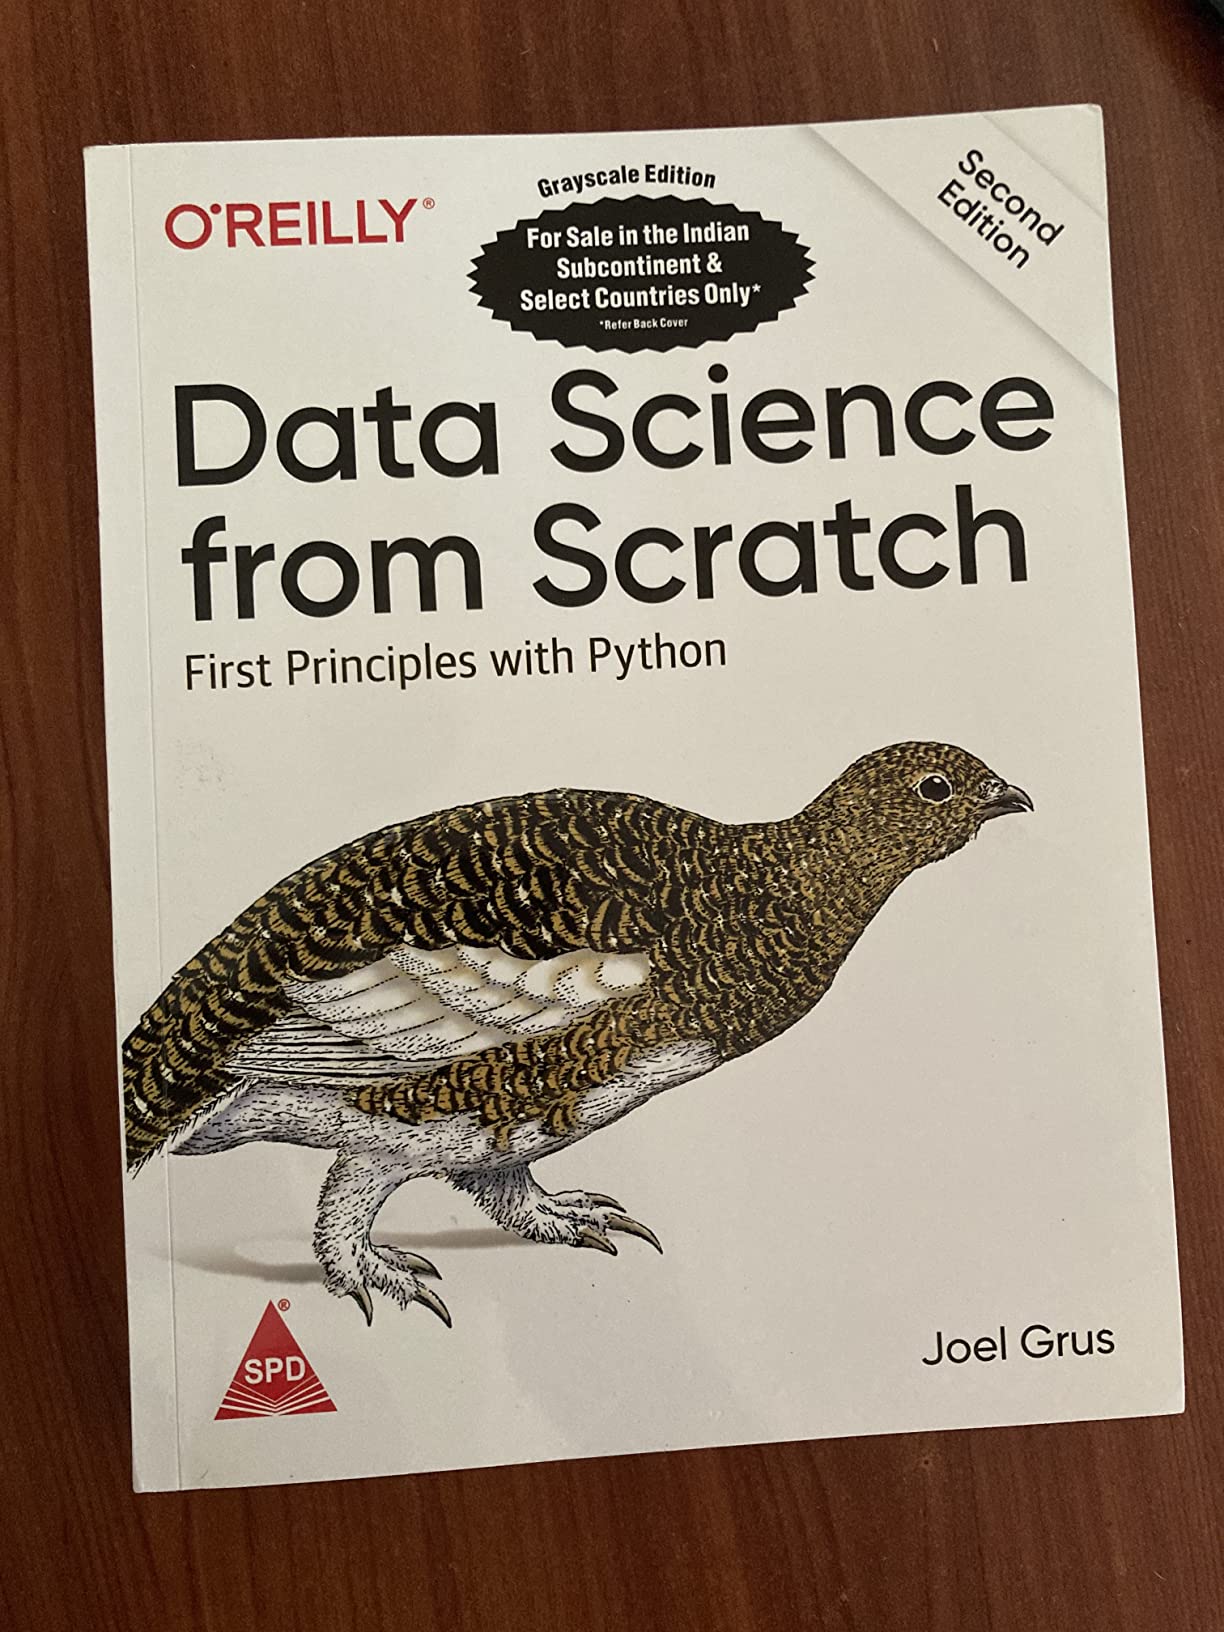 O'REILLY®
Grayscale Edition
For Sale in the Indian
Subcontinent &
Select Countries Only*
*Refer Back Cover
Second
Edition
Data Science
from Scratch
First Principles with Python
®
SPD
Joel Grus